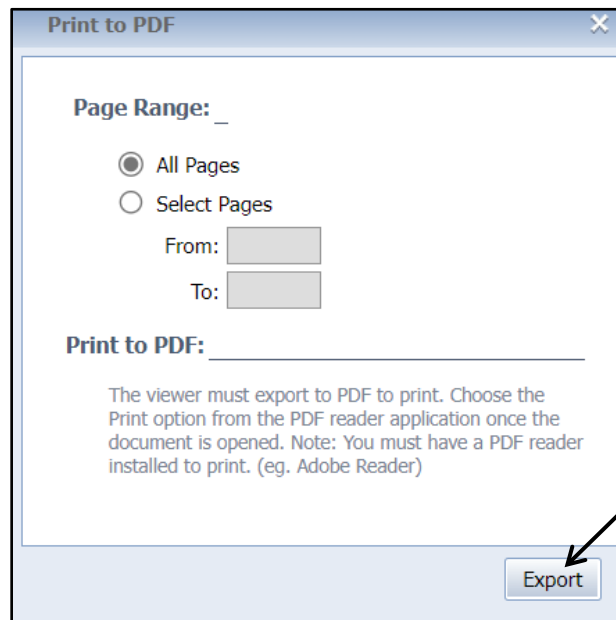 Print to PDF
Page Range:
All Pages
Select Pages
From:
To:
Print to PDF:
The viewer must export to PDF to print. Choose the
Print option from the PDF reader application once the
document is opened. Note: You must have a PDF reader
installed to print. (eg. Adobe Reader)
Export